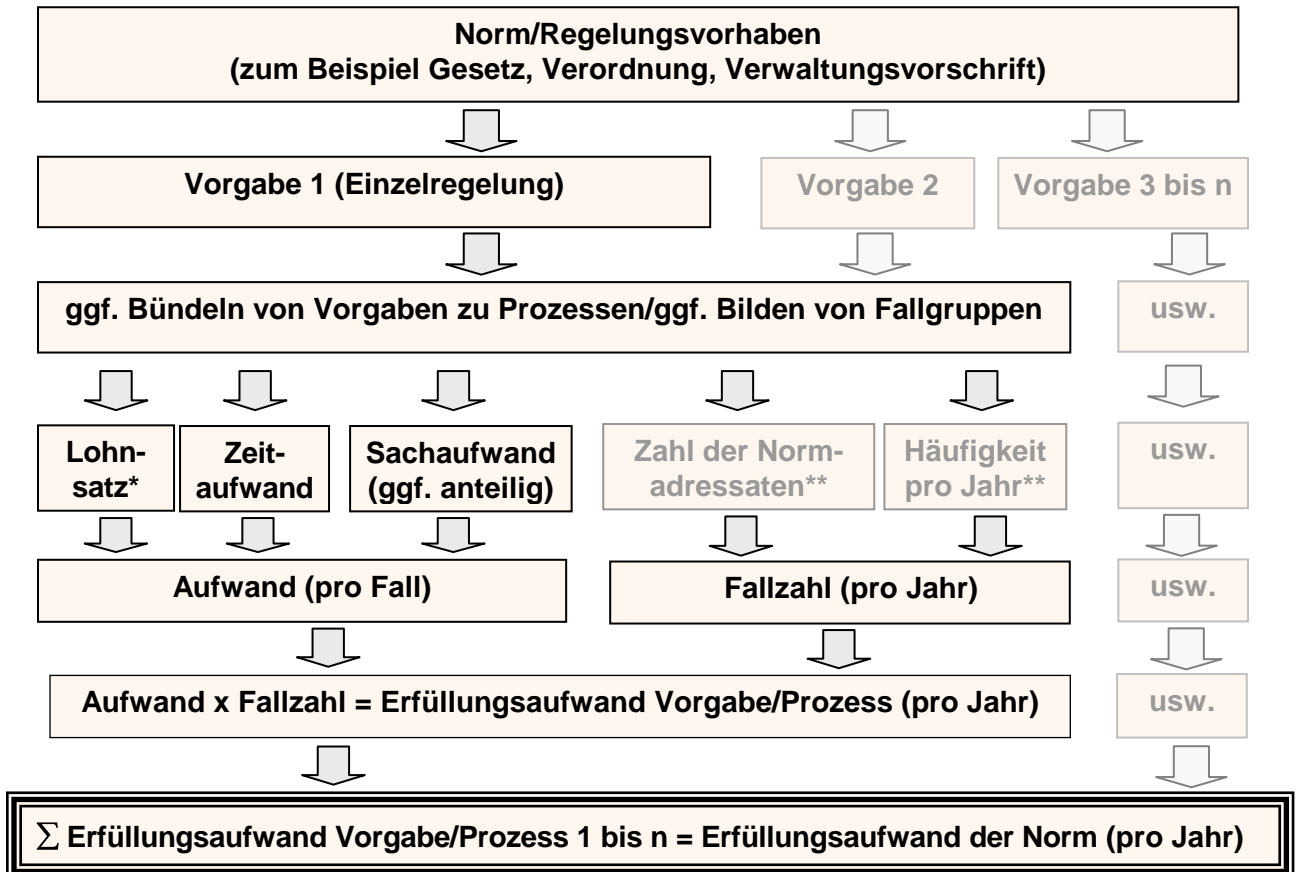 Norm/Regelungsvorhaben
(zum Beispiel Gesetz, Verordnung, Verwaltungsvorschrift)
Vorgabe 1 (Einzelregelung)
Vorgabe 2
Vorgabe 3 bis n
ggf. Bündeln von Vorgaben zu Prozessen/ggf. Bilden von Fallgruppen
usw.
Lohn-
satz*
Zeit-
aufwand
Sachaufwand
(ggf. anteilig)
Zahl der Norm-
adressaten**
Häufigkeit
pro Jahr**
usw.
Aufwand (pro Fall)
Fallzahl (pro Jahr)
usw.
Aufwand x Fallzahl = Erfüllungsaufwand Vorgabe/Prozess (pro Jahr)
usw.
∑ Erfüllungsaufwand Vorgabe/Prozess 1 bis n = Erfüllungsaufwand der Norm (pro Jahr)